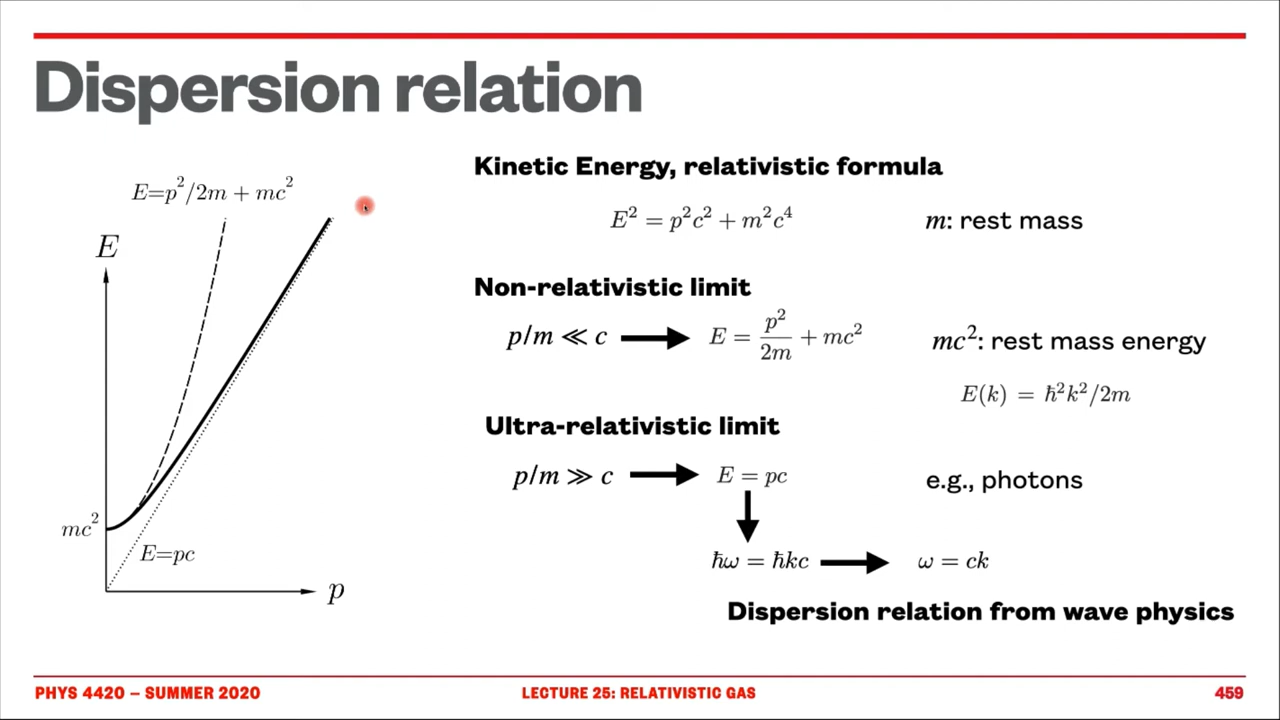 Dispersion relation
E=p²/2m + mc²
E
mc²
E=pc
p
Kinetic Energy, relativistic formula
E² = p²c² + m²c⁴
m: rest mass
Non-relativistic limit
p/m ≪ c
E = p²/2m + mc²
mc²: rest mass energy
E(k) = ħ²k²/2m
Ultra-relativistic limit
p/m ≫ c
E = pc
e.g., photons
ħω = ħkc
ω = ck
Dispersion relation from wave physics
PHYS 4420 – SUMMER 2020
LECTURE 25: RELATIVISTIC GAS
459